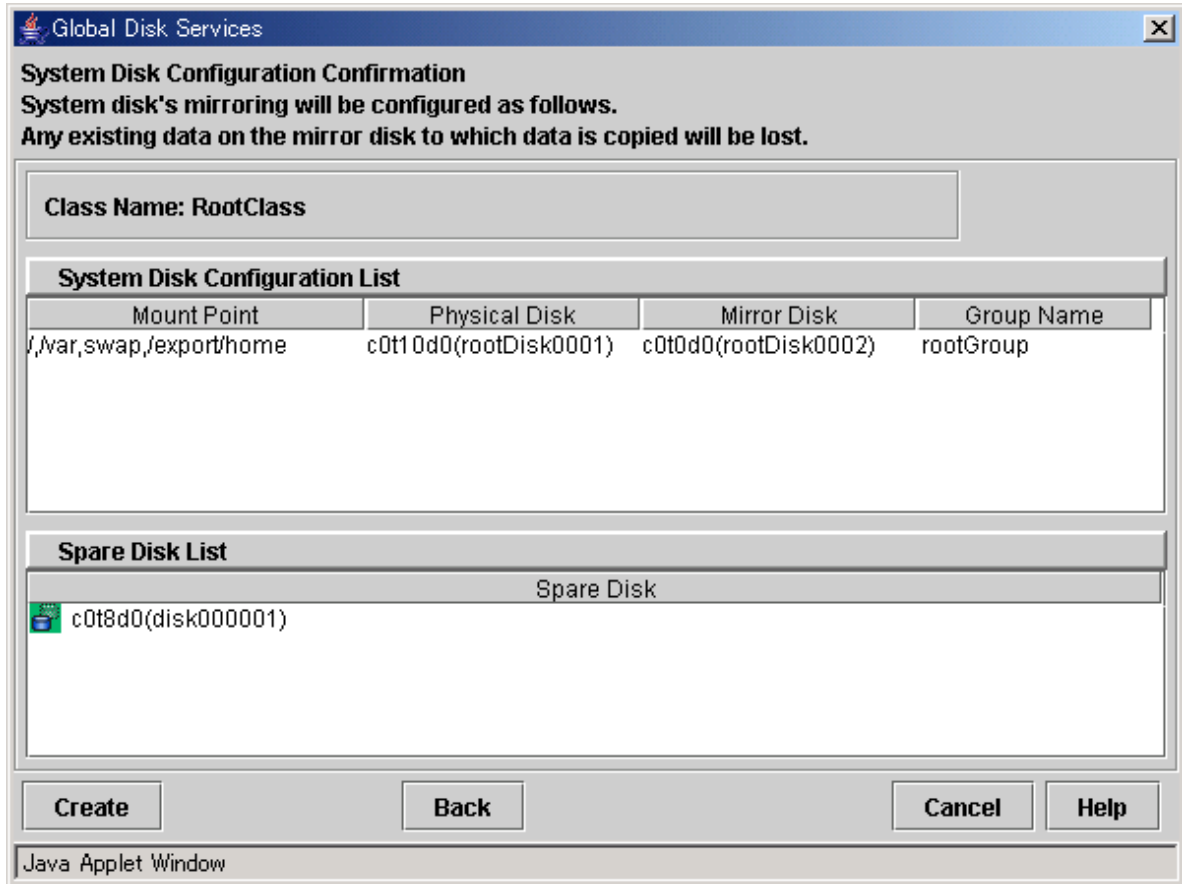 Global Disk Services
System Disk Configuration Confirmation
System disk's mirroring will be configured as follows.
Any existing data on the mirror disk to which data is copied will be lost.
Class Name: RootClass
System Disk Configuration List
Mount Point Physical Disk Mirror Disk Group Name
/,/var,swap,/export/home c0t10d0(rootDisk0001) c0t0d0(rootDisk0002) rootGroup
Spare Disk List
Spare Disk
c0t8d0(disk000001)
Create Back Cancel Help
Java Applet Window